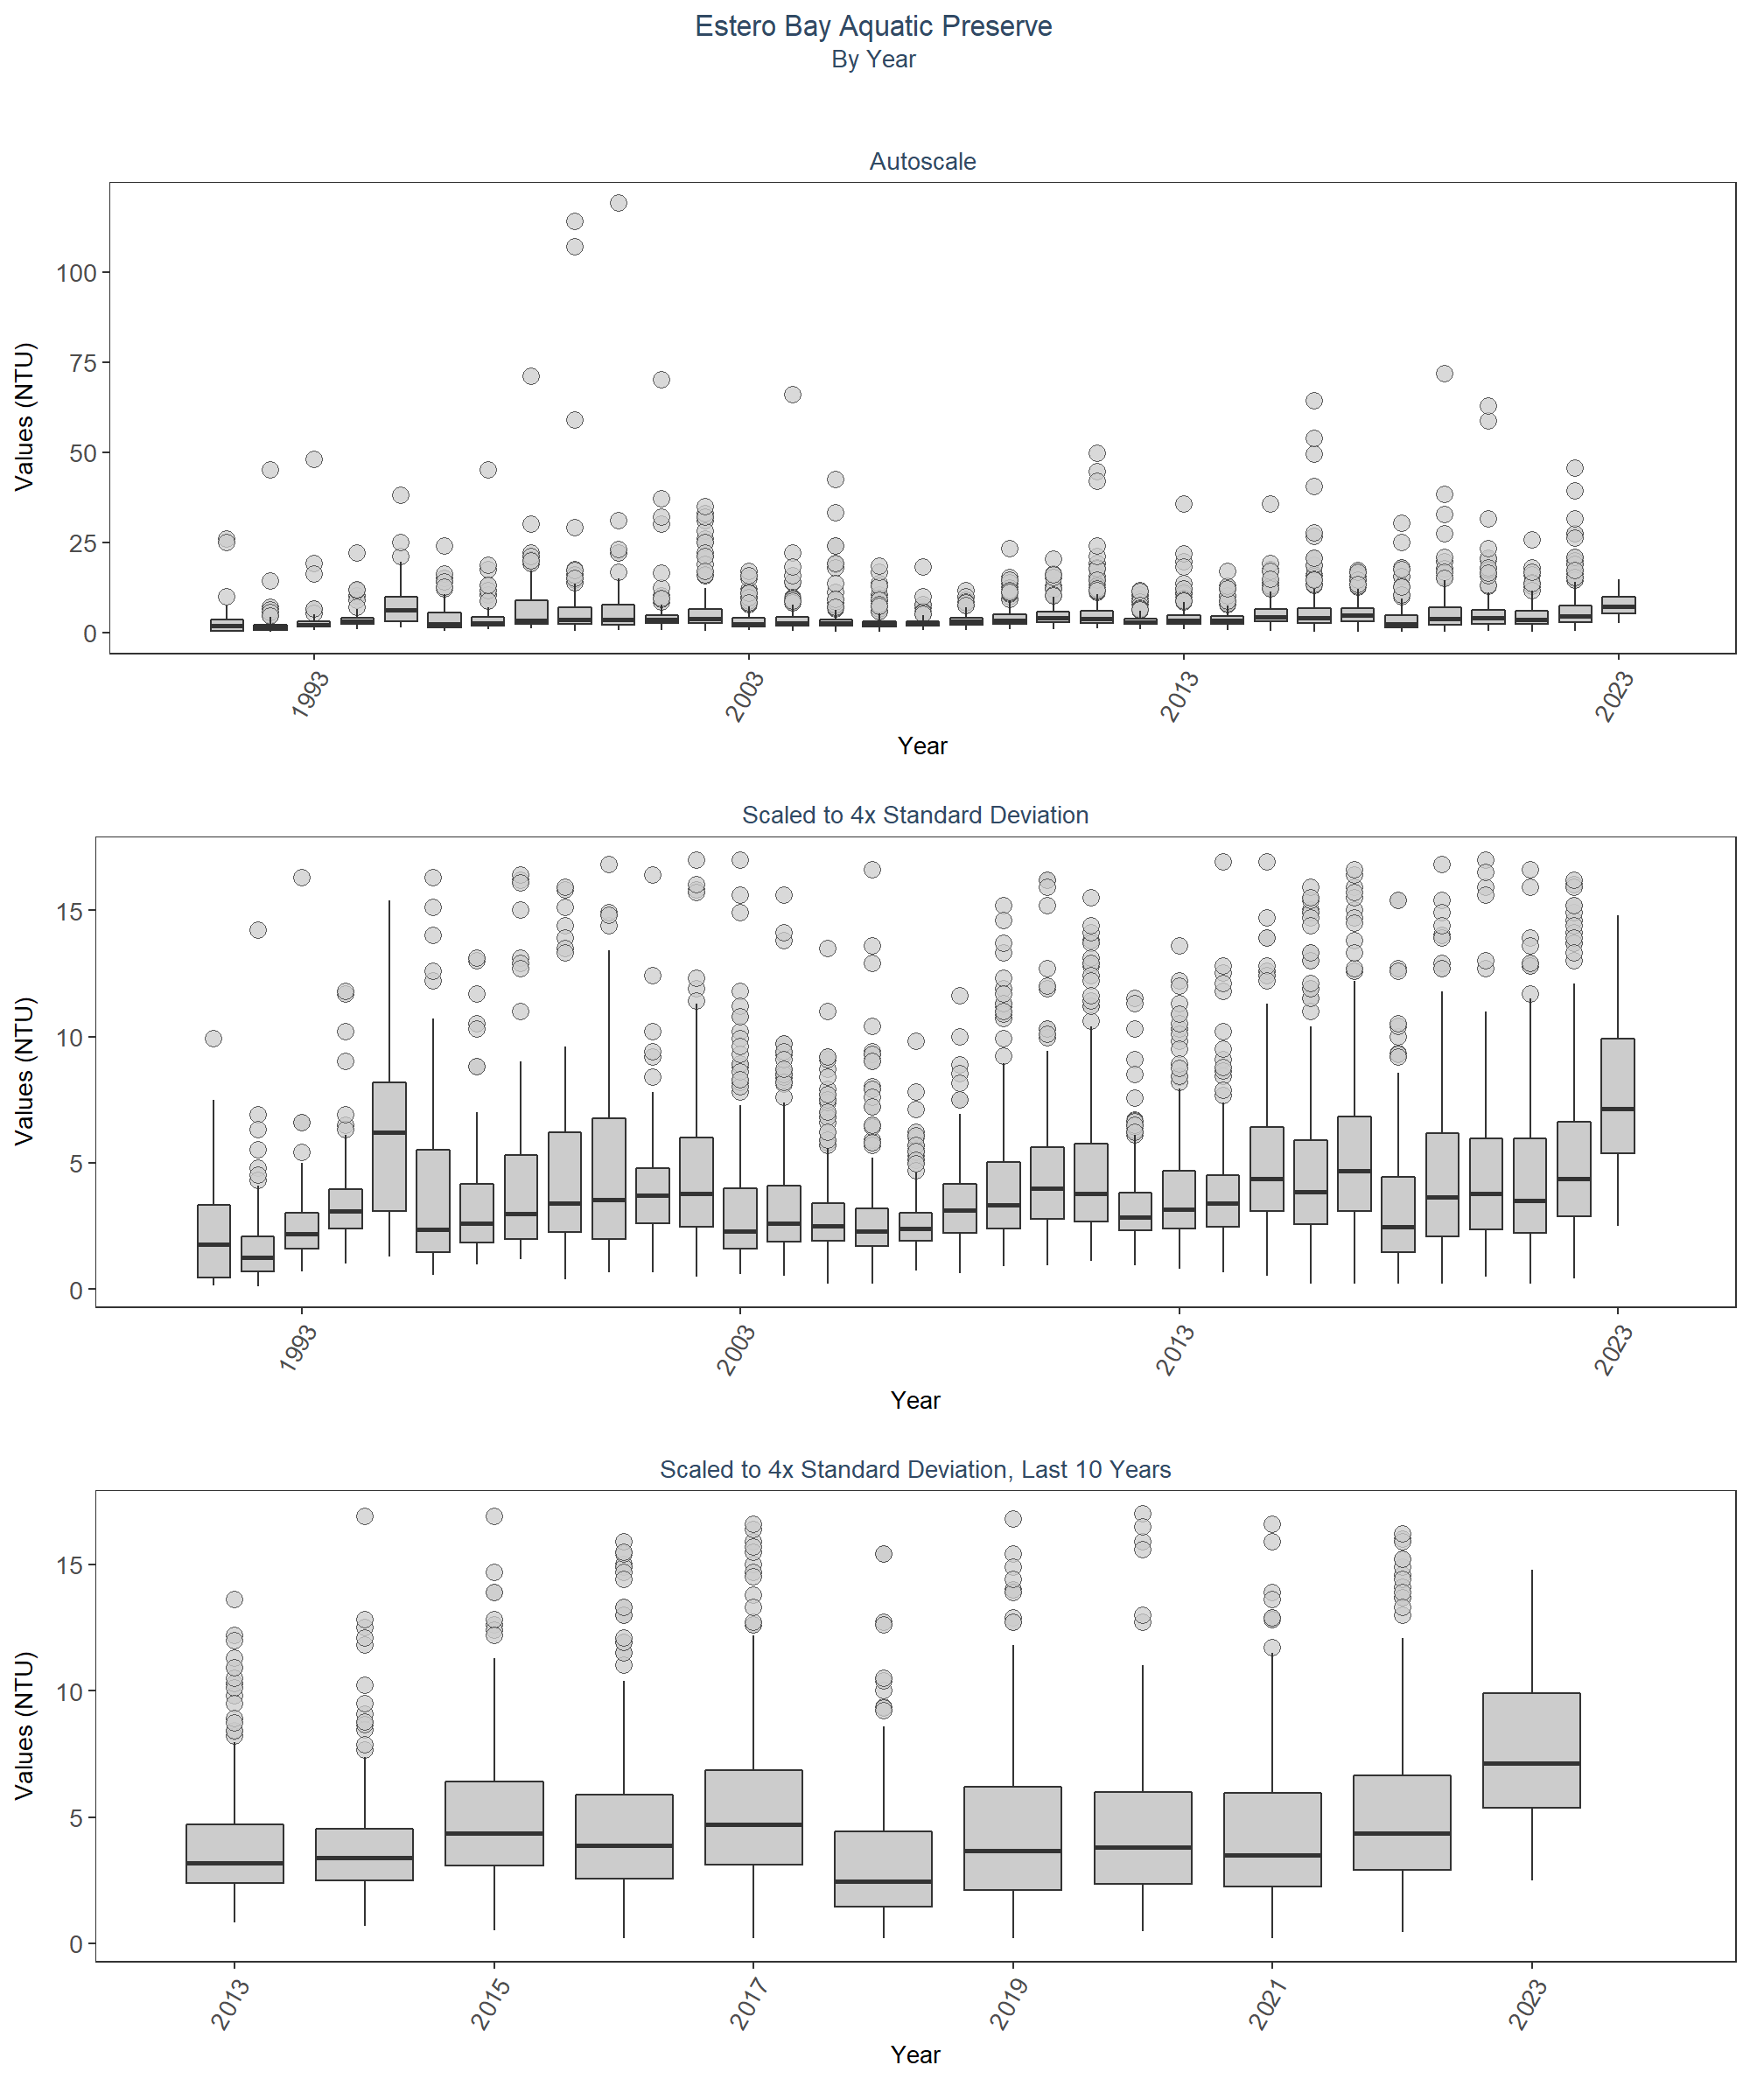 Estero Bay Aquatic Preserve
By Year
Autoscale
Values (NTU)
100
75
50
25
0
1993
2003
2013
2023
Year
Scaled to 4x Standard Deviation
Values (NTU)
15
10
5
0
1993
2003
2013
2023
Year
Scaled to 4x Standard Deviation, Last 10 Years
Values (NTU)
15
10
5
0
2013
2015
2017
2019
2021
2023
Year